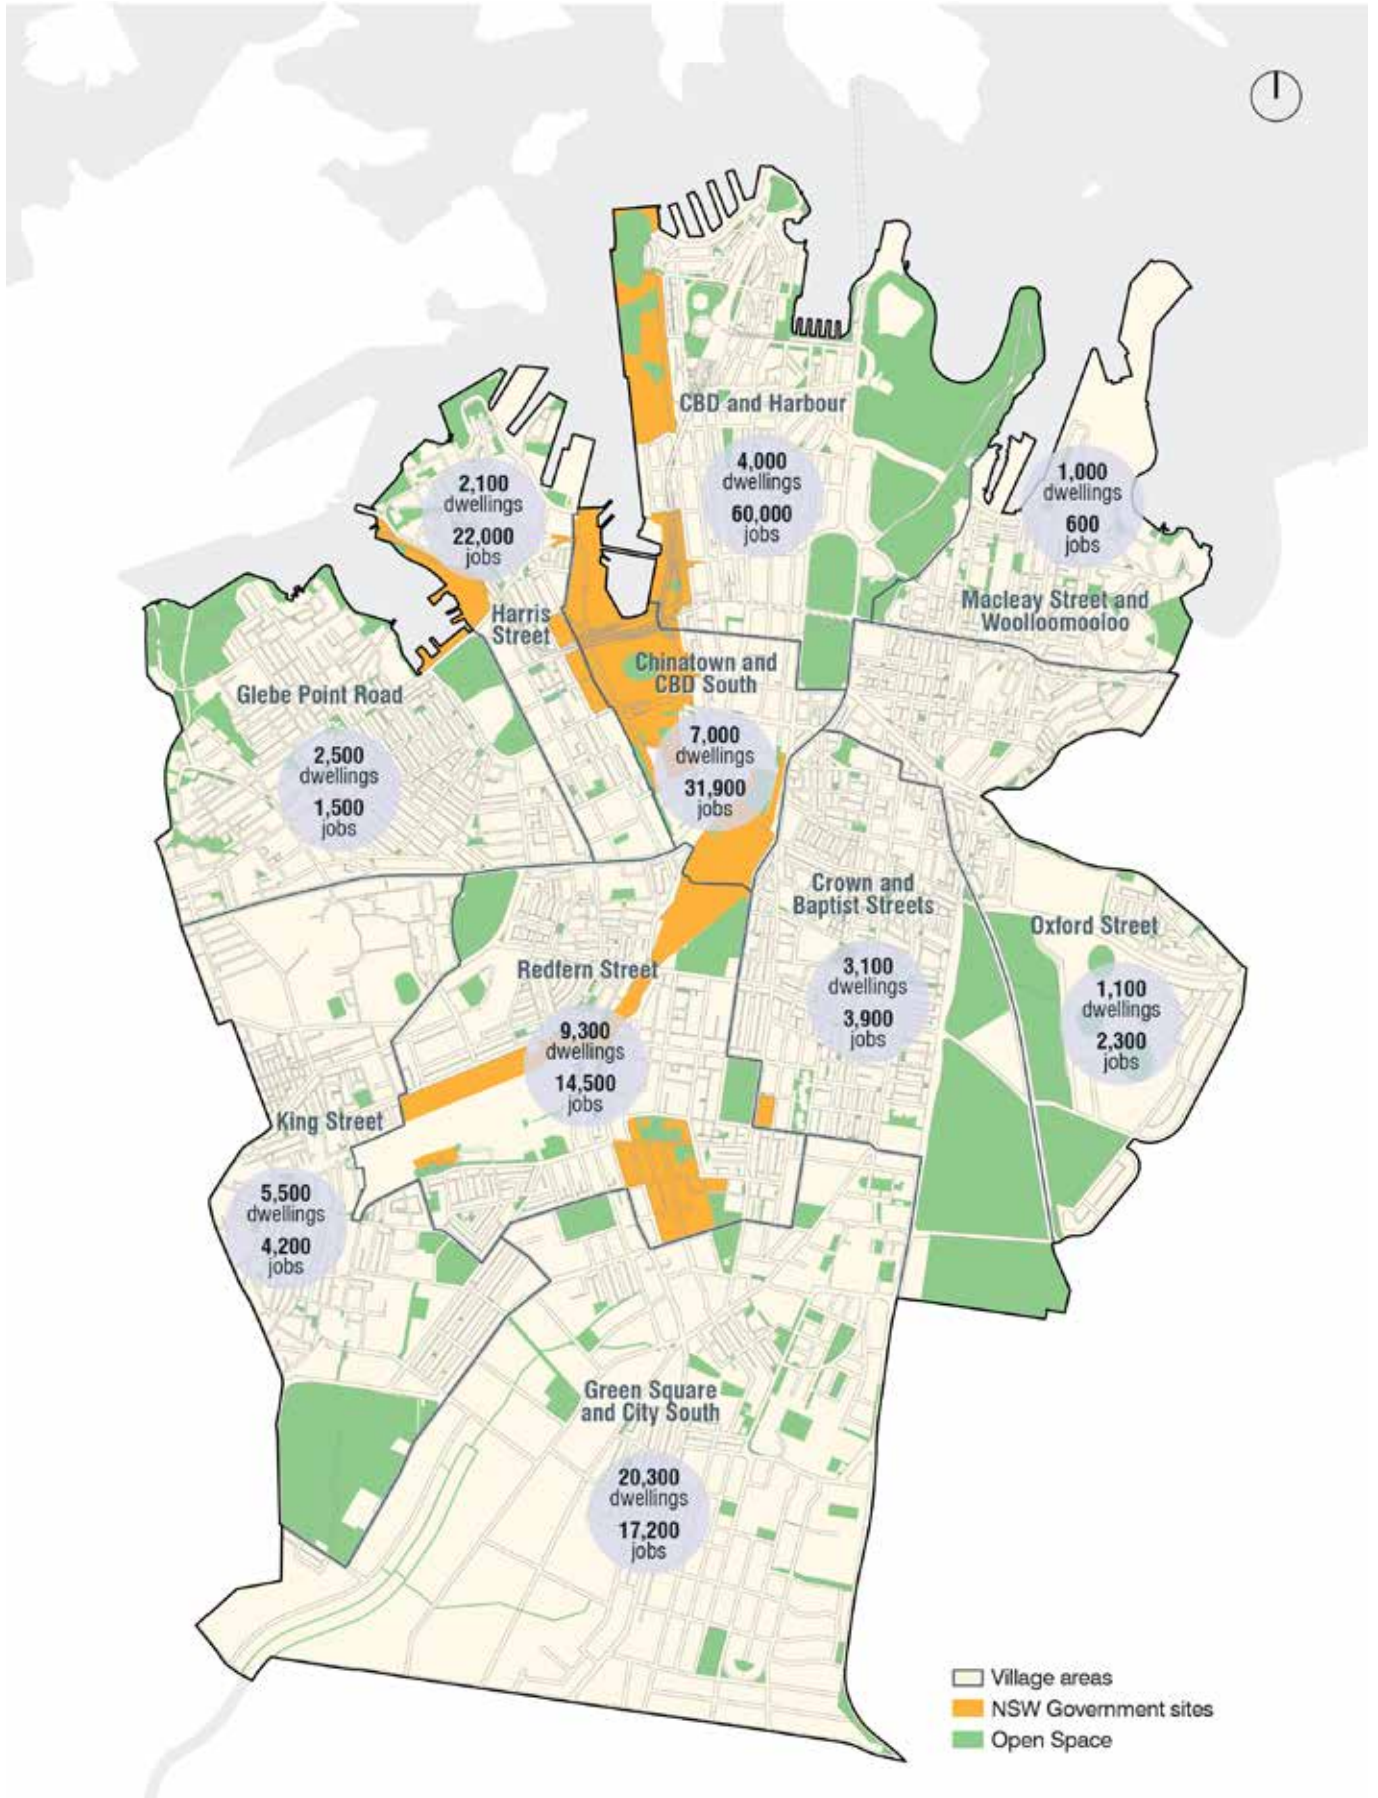 CBD and Harbour
4,000
dwellings
60,000
jobs
2,100
dwellings
22,000
jobs
Harris
Street
1,000
dwellings
600
jobs
Macleay Street and
Woolloomooloo
Chinatown and
CBD South
7,000
dwellings
31,900
jobs
Glebe Point Road
2,500
dwellings
1,500
jobs
Crown and
Baptist Streets
3,100
dwellings
3,900
jobs
Oxford Street
1,100
dwellings
2,300
jobs
Redfern Street
9,300
dwellings
14,500
jobs
King Street
5,500
dwellings
4,200
jobs
Green Square
and City South
20,300
dwellings
17,200
jobs
Village areas
NSW Government sites
Open Space